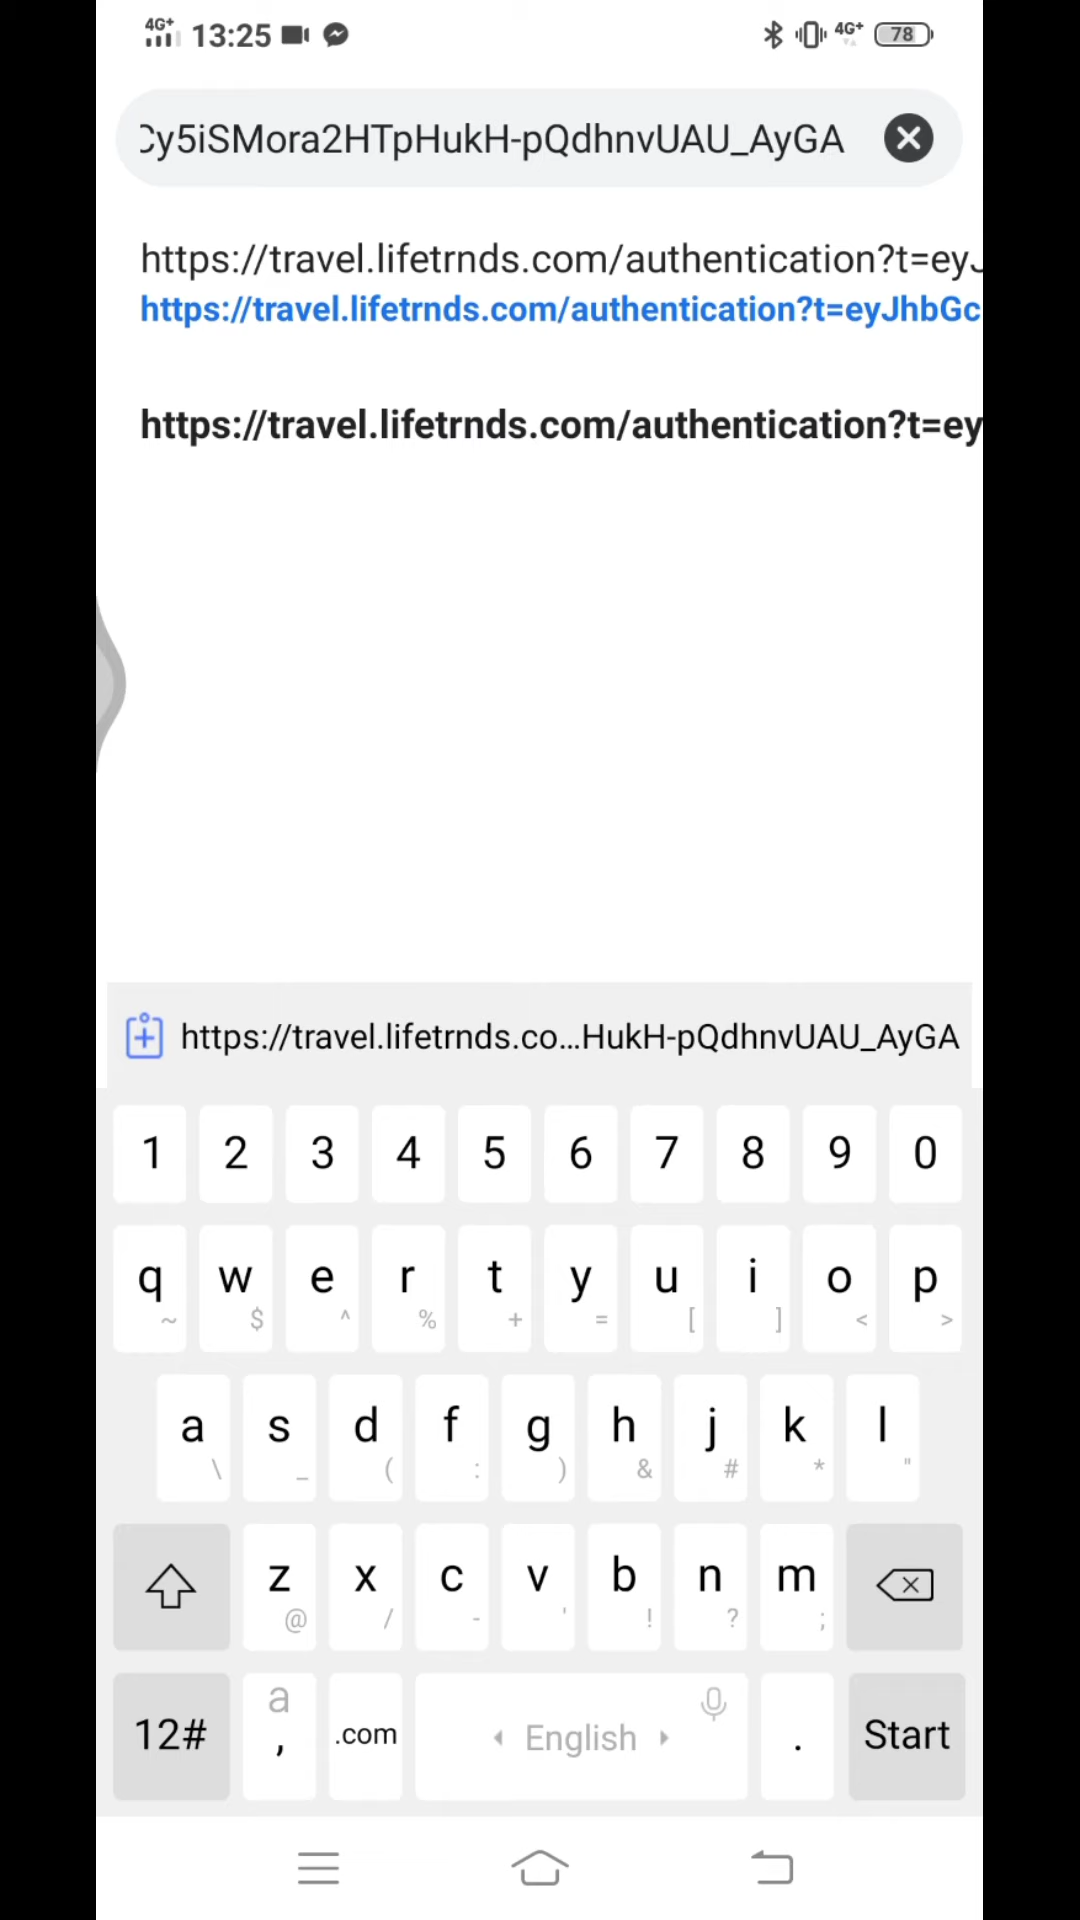 4G+ 13:25 4G+ 78
Cy5iSMora2HTpHukH-pQdhnvUAU_AyGA
https://travel.lifetrnds.com/authentication?t=eyJ
https://travel.lifetrnds.com/authentication?t=eyJhbGc
https://travel.lifetrnds.com/authentication?t=ey
https://travel.lifetrnds.co...HukH-pQdhnvUAU_AyGA
1 2 3 4 5 6 7 8 9 0
q w e r t y u i o p
~ $ ^ % + = [ ] < >
a s d f g h j k l
\ _ ( : ) & # * "
z x c v b n m
@ / - ' ! ? ;
12# a , .com English . Start